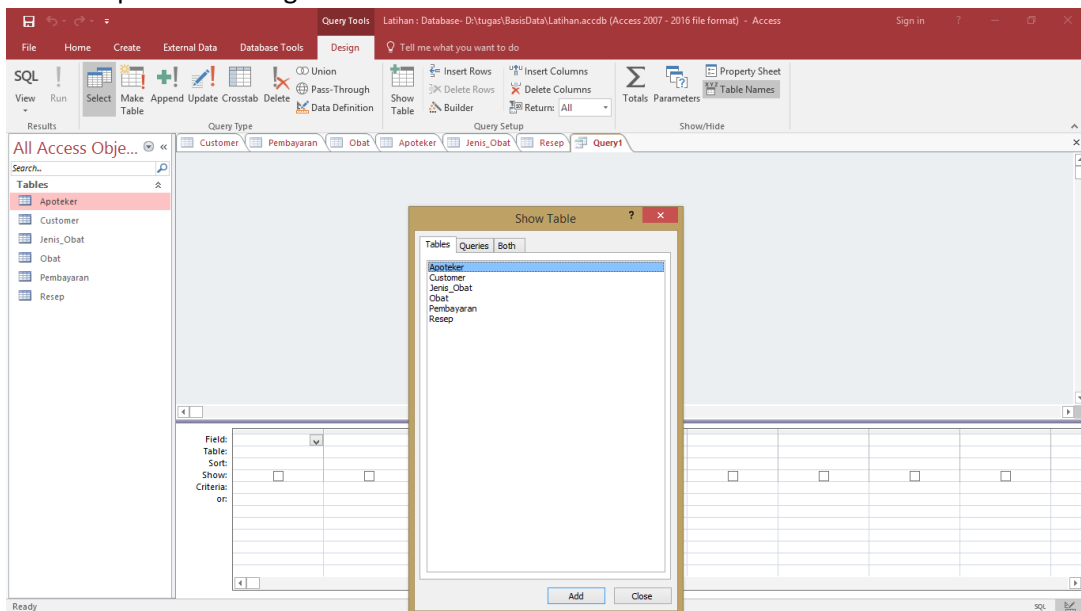 Query Tools Latihan : Database- D:\tugas\BasisData\Latihan.accdb (Access 2007 - 2016 file format) - Access Sign in ?
File Home Create External Data Database Tools Design Tell me what you want to do
SQL View
Run
Select
Make Table
Append
Update
Crosstab
Delete
Union
Pass-Through
Data Definition
Show Table
Insert Rows
Delete Rows
Builder
Insert Columns
Delete Columns
Return: All
Totals
Parameters
Property Sheet
Table Names
Results Query Type Query Setup Show/Hide
All Access Obje...
Search..
Tables
Apoteker
Customer
Jenis_Obat
Obat
Pembayaran
Resep
Customer Pembayaran Obat Apoteker Jenis_Obat Resep Query1
Show Table ?
Tables Queries Both
Apoteker
Customer
Jenis_Obat
Obat
Pembayaran
Resep
Add Close
Field:
Table:
Sort:
Show:
Criteria:
or:
Ready SQL